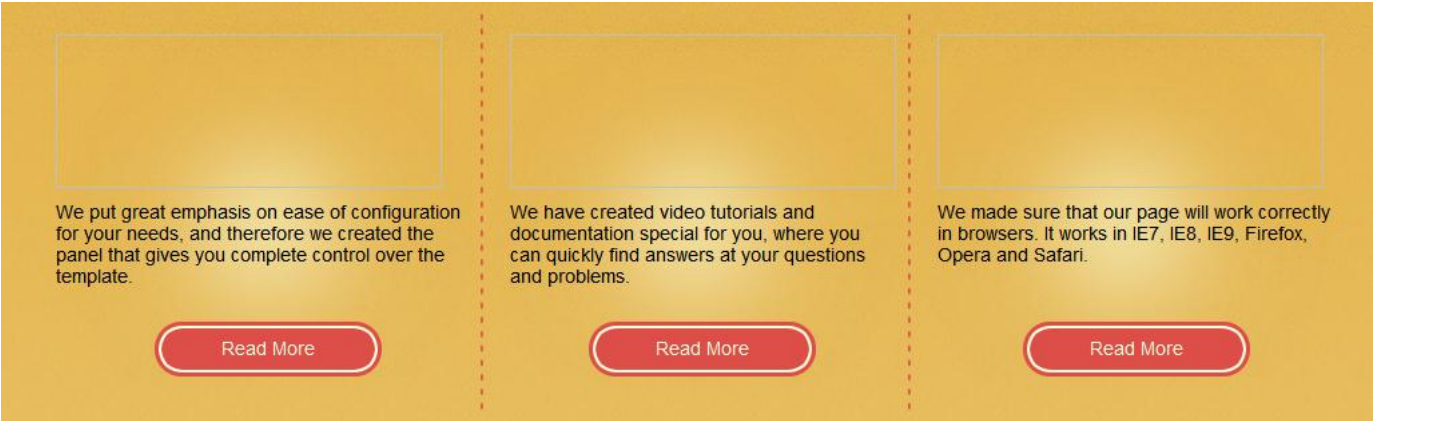 We put great emphasis on ease of configuration
for your needs, and therefore we created the
panel that gives you complete control over the
template.
Read More
We have created video tutorials and
documentation special for you, where you
can quickly find answers at your questions
and problems.
Read More
We made sure that our page will work correctly
in browsers. It works in IE7, IE8, IE9, Firefox,
Opera and Safari.
Read More